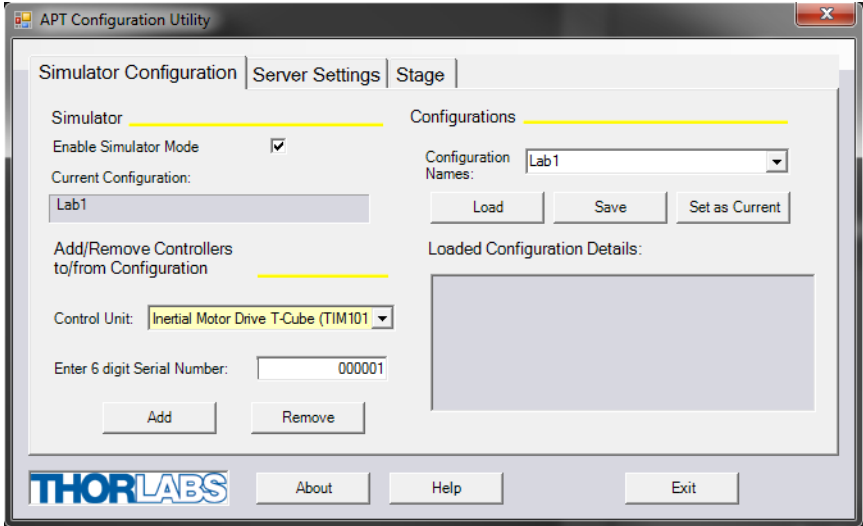 APT Configuration Utility
Simulator Configuration
Server Settings
Stage
Simulator
Enable Simulator Mode
Current Configuration:
Lab1
Add/Remove Controllers
to/from Configuration
Control Unit:
Inertial Motor Drive T-Cube (TIM101
Enter 6 digit Serial Number:
000001
Add
Remove
Configurations
Configuration
Names:
Lab1
Load
Save
Set as Current
Loaded Configuration Details:
THORLABS
About
Help
Exit